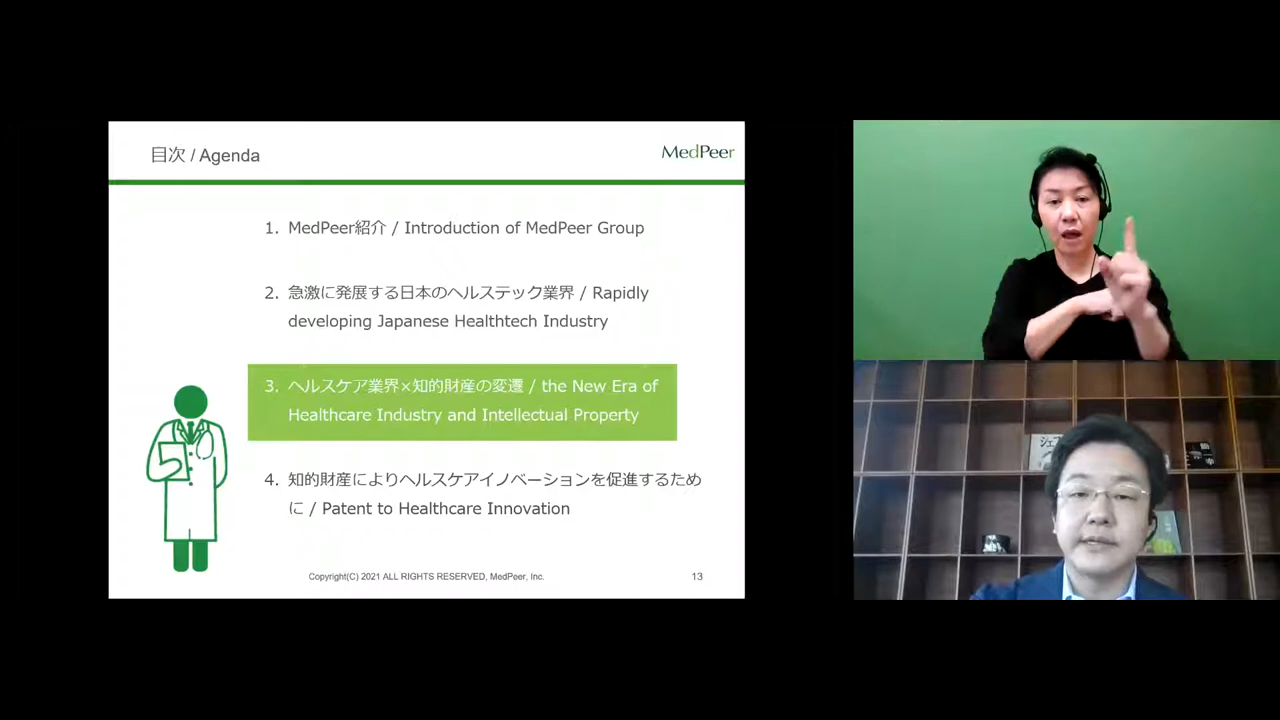 目次 / Agenda
MedPeer
1. MedPeer紹介 / Introduction of MedPeer Group
2. 急激に発展する日本のヘルステック業界 / Rapidly
developing Japanese Healthtech Industry
3. ヘルスケア業界×知的財産の変遷 / the New Era of
Healthcare Industry and Intellectual Property
4. 知的財産によりヘルスケアイノベーションを促進するため
に / Patent to Healthcare Innovation
Copyright(C) 2021 ALL RIGHTS RESERVED, MedPeer, Inc.
13